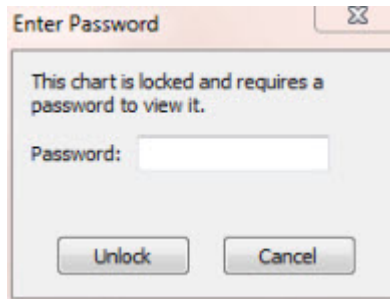 Enter Password
This chart is locked and requires a
password to view it.
Password:
Unlock Cancel